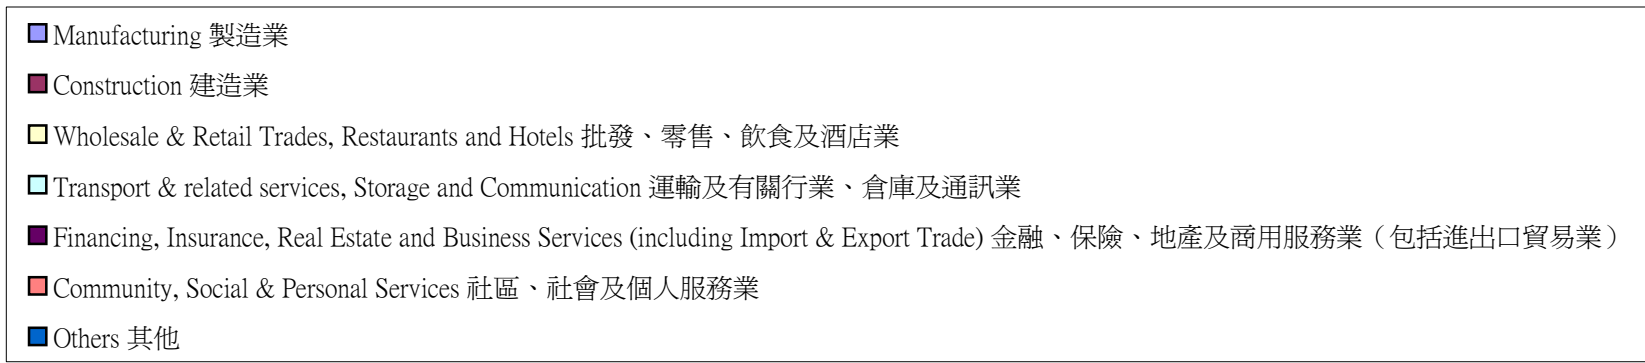 Manufacturing 製造業
Construction 建造業
Wholesale & Retail Trades, Restaurants and Hotels 批發、零售、飲食及酒店業
Transport & related services, Storage and Communication 運輸及有關行業、倉庫及通訊業
Financing, Insurance, Real Estate and Business Services (including Import & Export Trade) 金融、保險、地產及商用服務業（包括進出口貿易業）
Community, Social & Personal Services 社區、社會及個人服務業
Others 其他